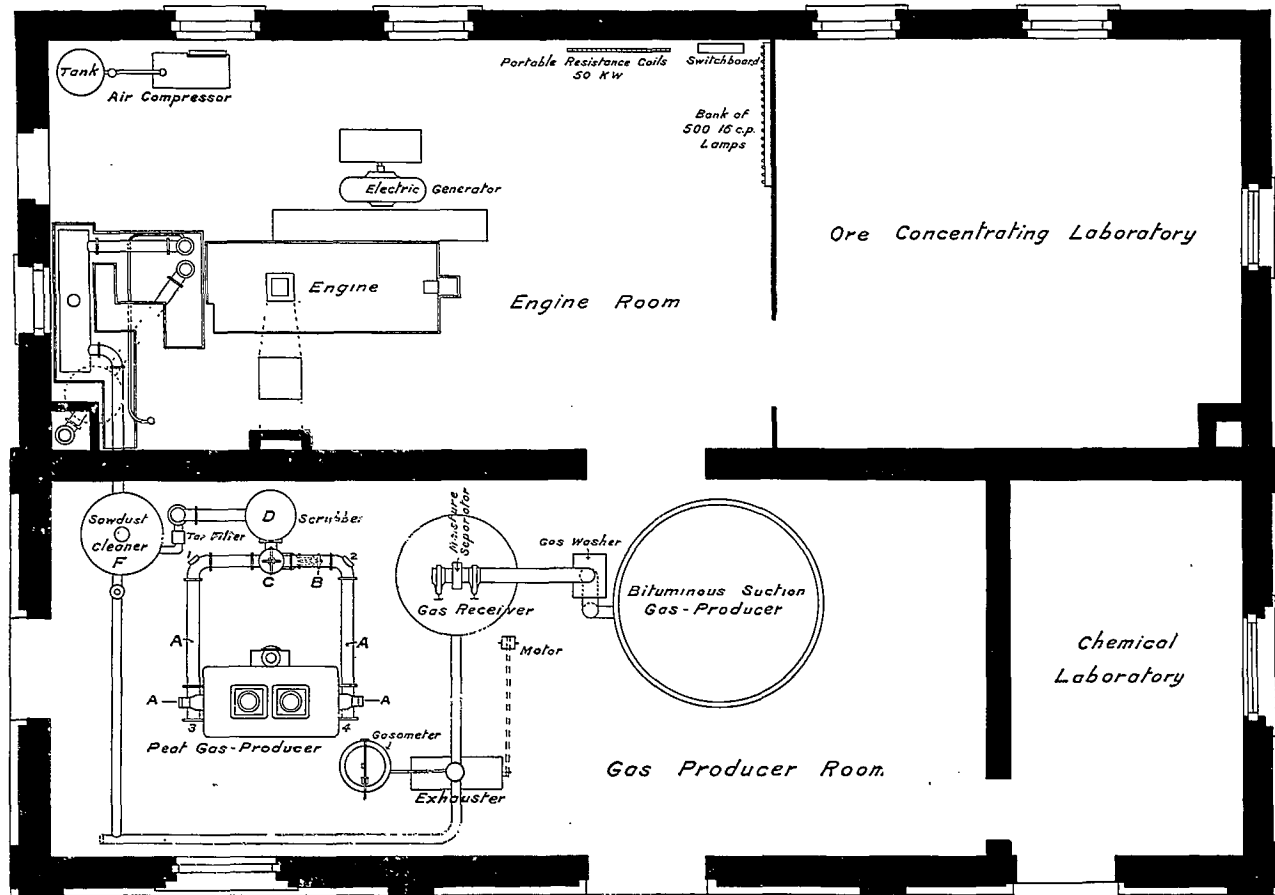 Tank
Air Compressor
Portable Resistance Coils
50 KW
Switchboard
Bank of
500 16 c.p.
Lamps
Electric Generator
Ore Concentrating Laboratory
Engine
Engine Room
Sowdust
cleaner
F
Tar Filter
D
Scrubber
1
C
B
2
Moisture
Separator
Gas Receiver
Gas Washer
Bituminous Suction
Gas-Producer
A
A
Motor
Chemical
Laboratory
A
A
3
4
Peat Gas-Producer
Gasometer
Exhauster
Gas Producer Room